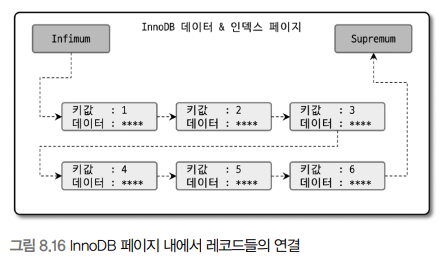 InnoDB 데이터 & 인덱스 페이지
Infimum
Supremum
키값 : 1
데이터 : ****
키값 : 2
데이터 : ****
키값 : 3
데이터 : ****
키값 : 4
데이터 : ****
키값 : 5
데이터 : ****
키값 : 6
데이터 : ****
그림 8.16 InnoDB 페이지 내에서 레코드들의 연결